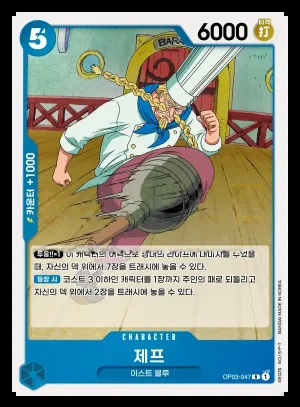 5
6000
打
BARA
카운터 +1000
두웅!!×1 이 캐릭터의 어택으로 상대의 라이프에 대미지를 주었을
때, 자신의 덱 위에서 7장을 트래시에 놓을 수 있다.
등장 시 코스트 3 이하인 캐릭터를 1장까지 주인의 패로 되돌리고
자신의 덱 위에서 2장을 트래시에 놓을 수 있다.
CHARACTER
제프
이스트 블루
OP03-047 R 1